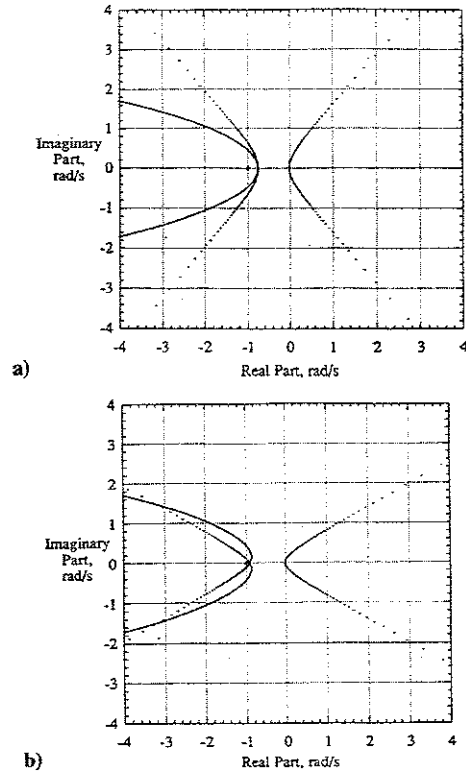 4
3
2
1
Imaginary
Part,
rad/s
0
-1
-2
-3
-4
-4 -3 -2 -1 0 1 2 3 4
a)
Real Part, rad/s
4
3
2
1
Imaginary
Part,
rad/s
0
-1
-2
-3
-4
-4 -3 -2 -1 0 1 2 3 4
Real Part, rad/s
b)